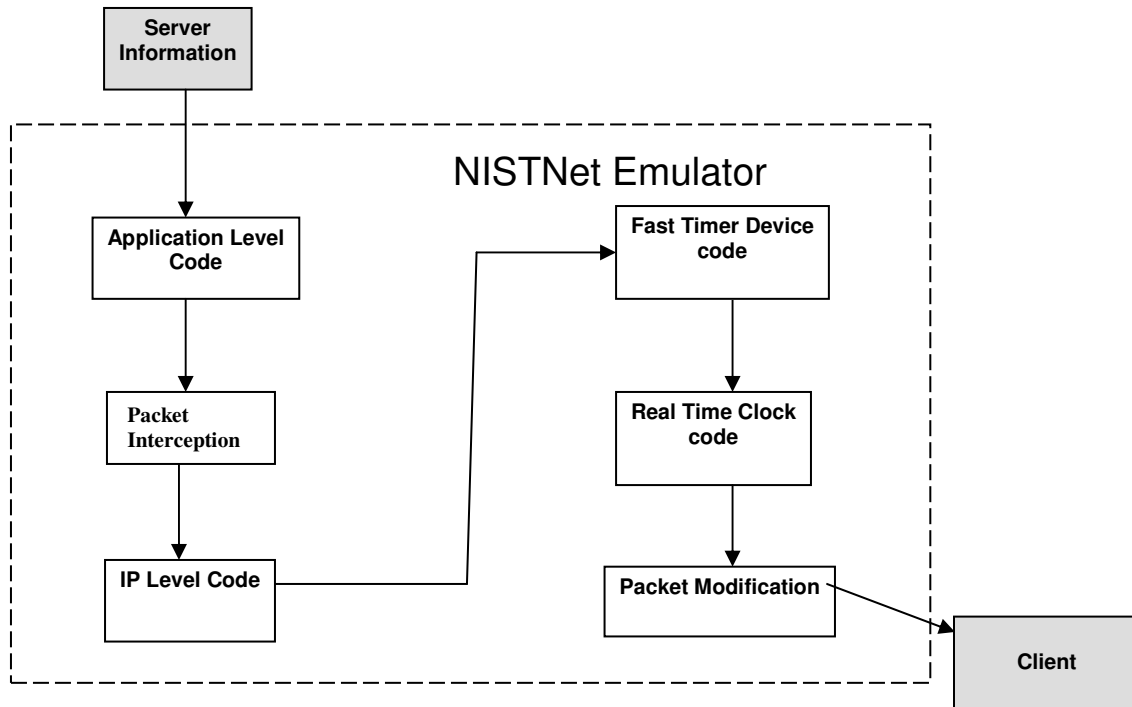 Server
Information
NISTNet Emulator
Application Level
Code
Packet
Interception
IP Level Code
Fast Timer Device
code
Real Time Clock
code
Packet Modification
Client